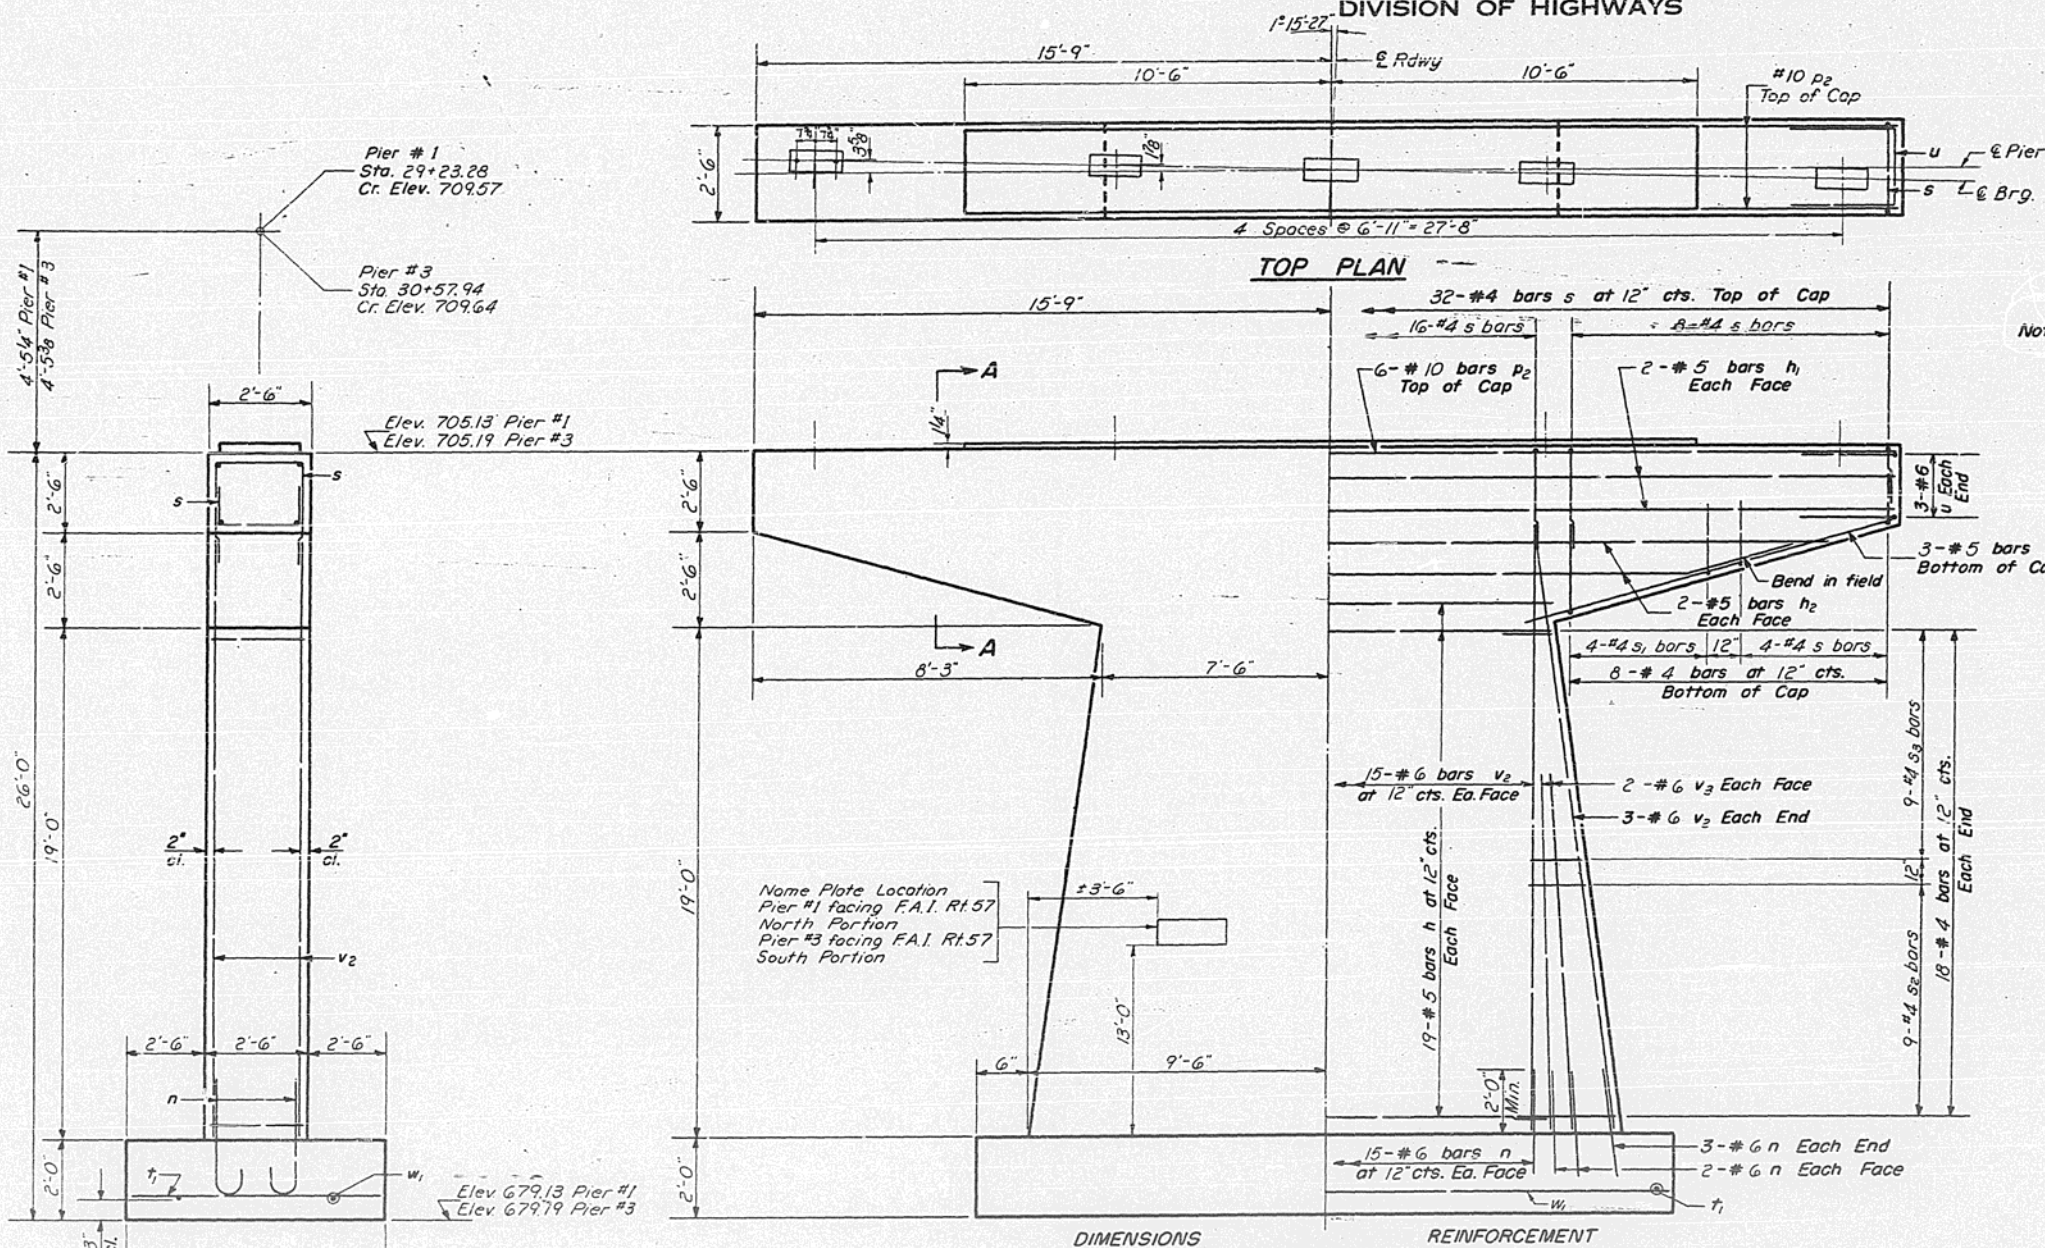 DIVISION OF HIGHWAYS
1°-15'-27"
15'-9"
℄ Rdwy
10'-6"
10'-6"
#10 p2
Top of Cap
2'-6"
3 5/8"
1 7/8"
u
s
℄ Pier
℄ Brg.
4 Spaces @ 6'-11" = 27'-8"
TOP PLAN
Pier #1
Sta. 29+23.28
Cr. Elev. 709.57
Pier #3
Sta. 30+57.94
Cr. Elev. 709.64
4'-5 1/4" Pier #1
4'-5 3/8" Pier #3
15'-9"
32-#4 bars s at 12" cts. Top of Cap
16-#4 s bars
8-#4 s bars
6-#10 bars p2
Top of Cap
2-#5 bars h1
Each Face
A
1 1/4"
2'-6"
Elev. 705.13 Pier #1
Elev. 705.19 Pier #3
s
s
2'-6"
2'-6"
2'-6"
2'-6"
3-#6
u Each
End
3-#5 bars
Bottom of
Bend in field
2-#5 bars h2
Each Face
A
8'-3"
7'-6"
4-#4 s1 bars
12"
4-#4 s bars
8-#4 bars at 12" cts.
Bottom of Cap
26'-0"
19'-0"
2"
cl.
2"
cl.
v2
19'-0"
15-#6 bars v2
at 12" cts. Ea. Face
2-#6 v3 Each Face
3-#6 v2 Each End
9-#4 s3 bars
12"
9-#4 s2 bars
18-#4 bars at 12" cts.
Each End
19-#5 bars h at 12" cts.
Each Face
Name Plate Location
Pier #1 facing F.A.I. Rt. 57
North Portion
Pier #3 facing F.A.I. Rt. 57
South Portion
±3'-6"
13'-0"
2'-6"
2'-6"
2'-6"
6"
9'-6"
2'-0"
Min.
n
2'-0"
t1
w1
3"
cl.
Elev. 679.13 Pier #1
Elev. 679.19 Pier #3
2'-0"
15-#6 bars n
at 12" cts. Ea. Face
3-#6 n Each End
2-#6 n Each Face
w1
t1
DIMENSIONS
REINFORCEMENT